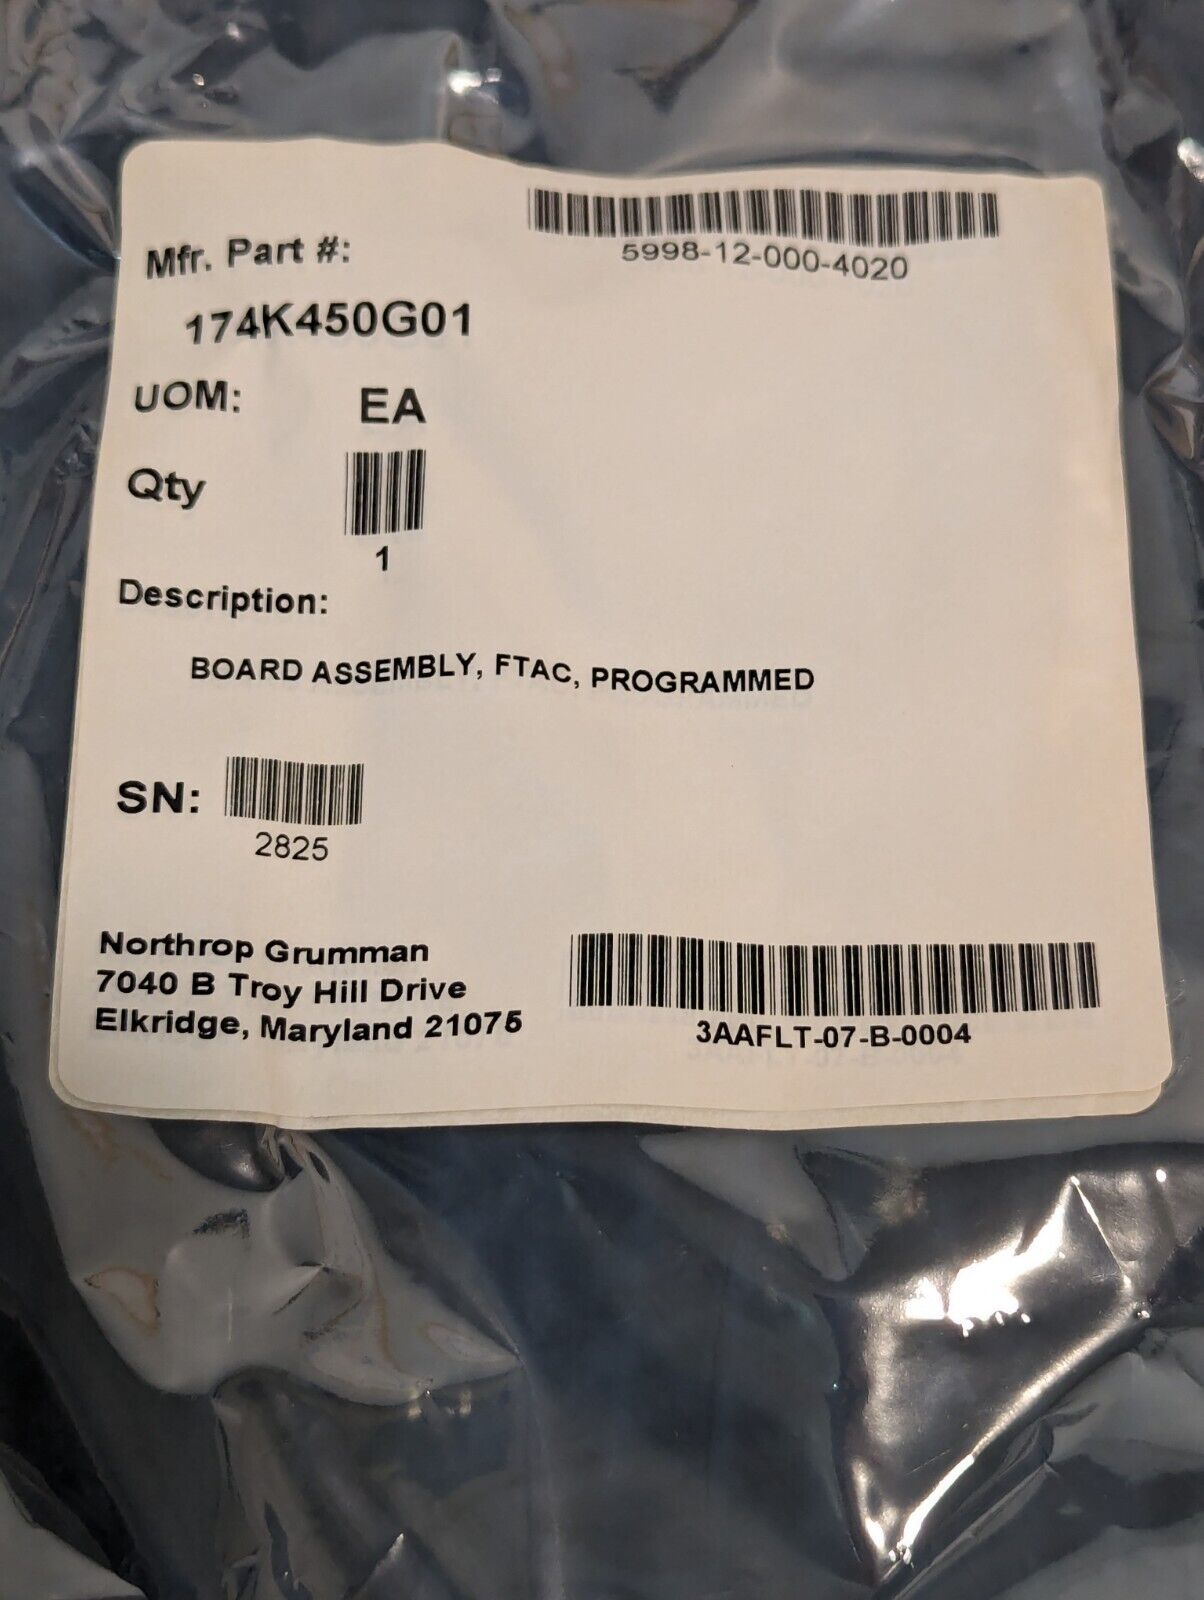 5998-12-000-4020
Mfr. Part #:
174K450G01
UOM: EA
Qty
1
Description:
BOARD ASSEMBLY, FTAC, PROGRAMMED
SN:
2825
Northrop Grumman
7040 B Troy Hill Drive
Elkridge, Maryland 21075
3AAFLT-07-B-0004